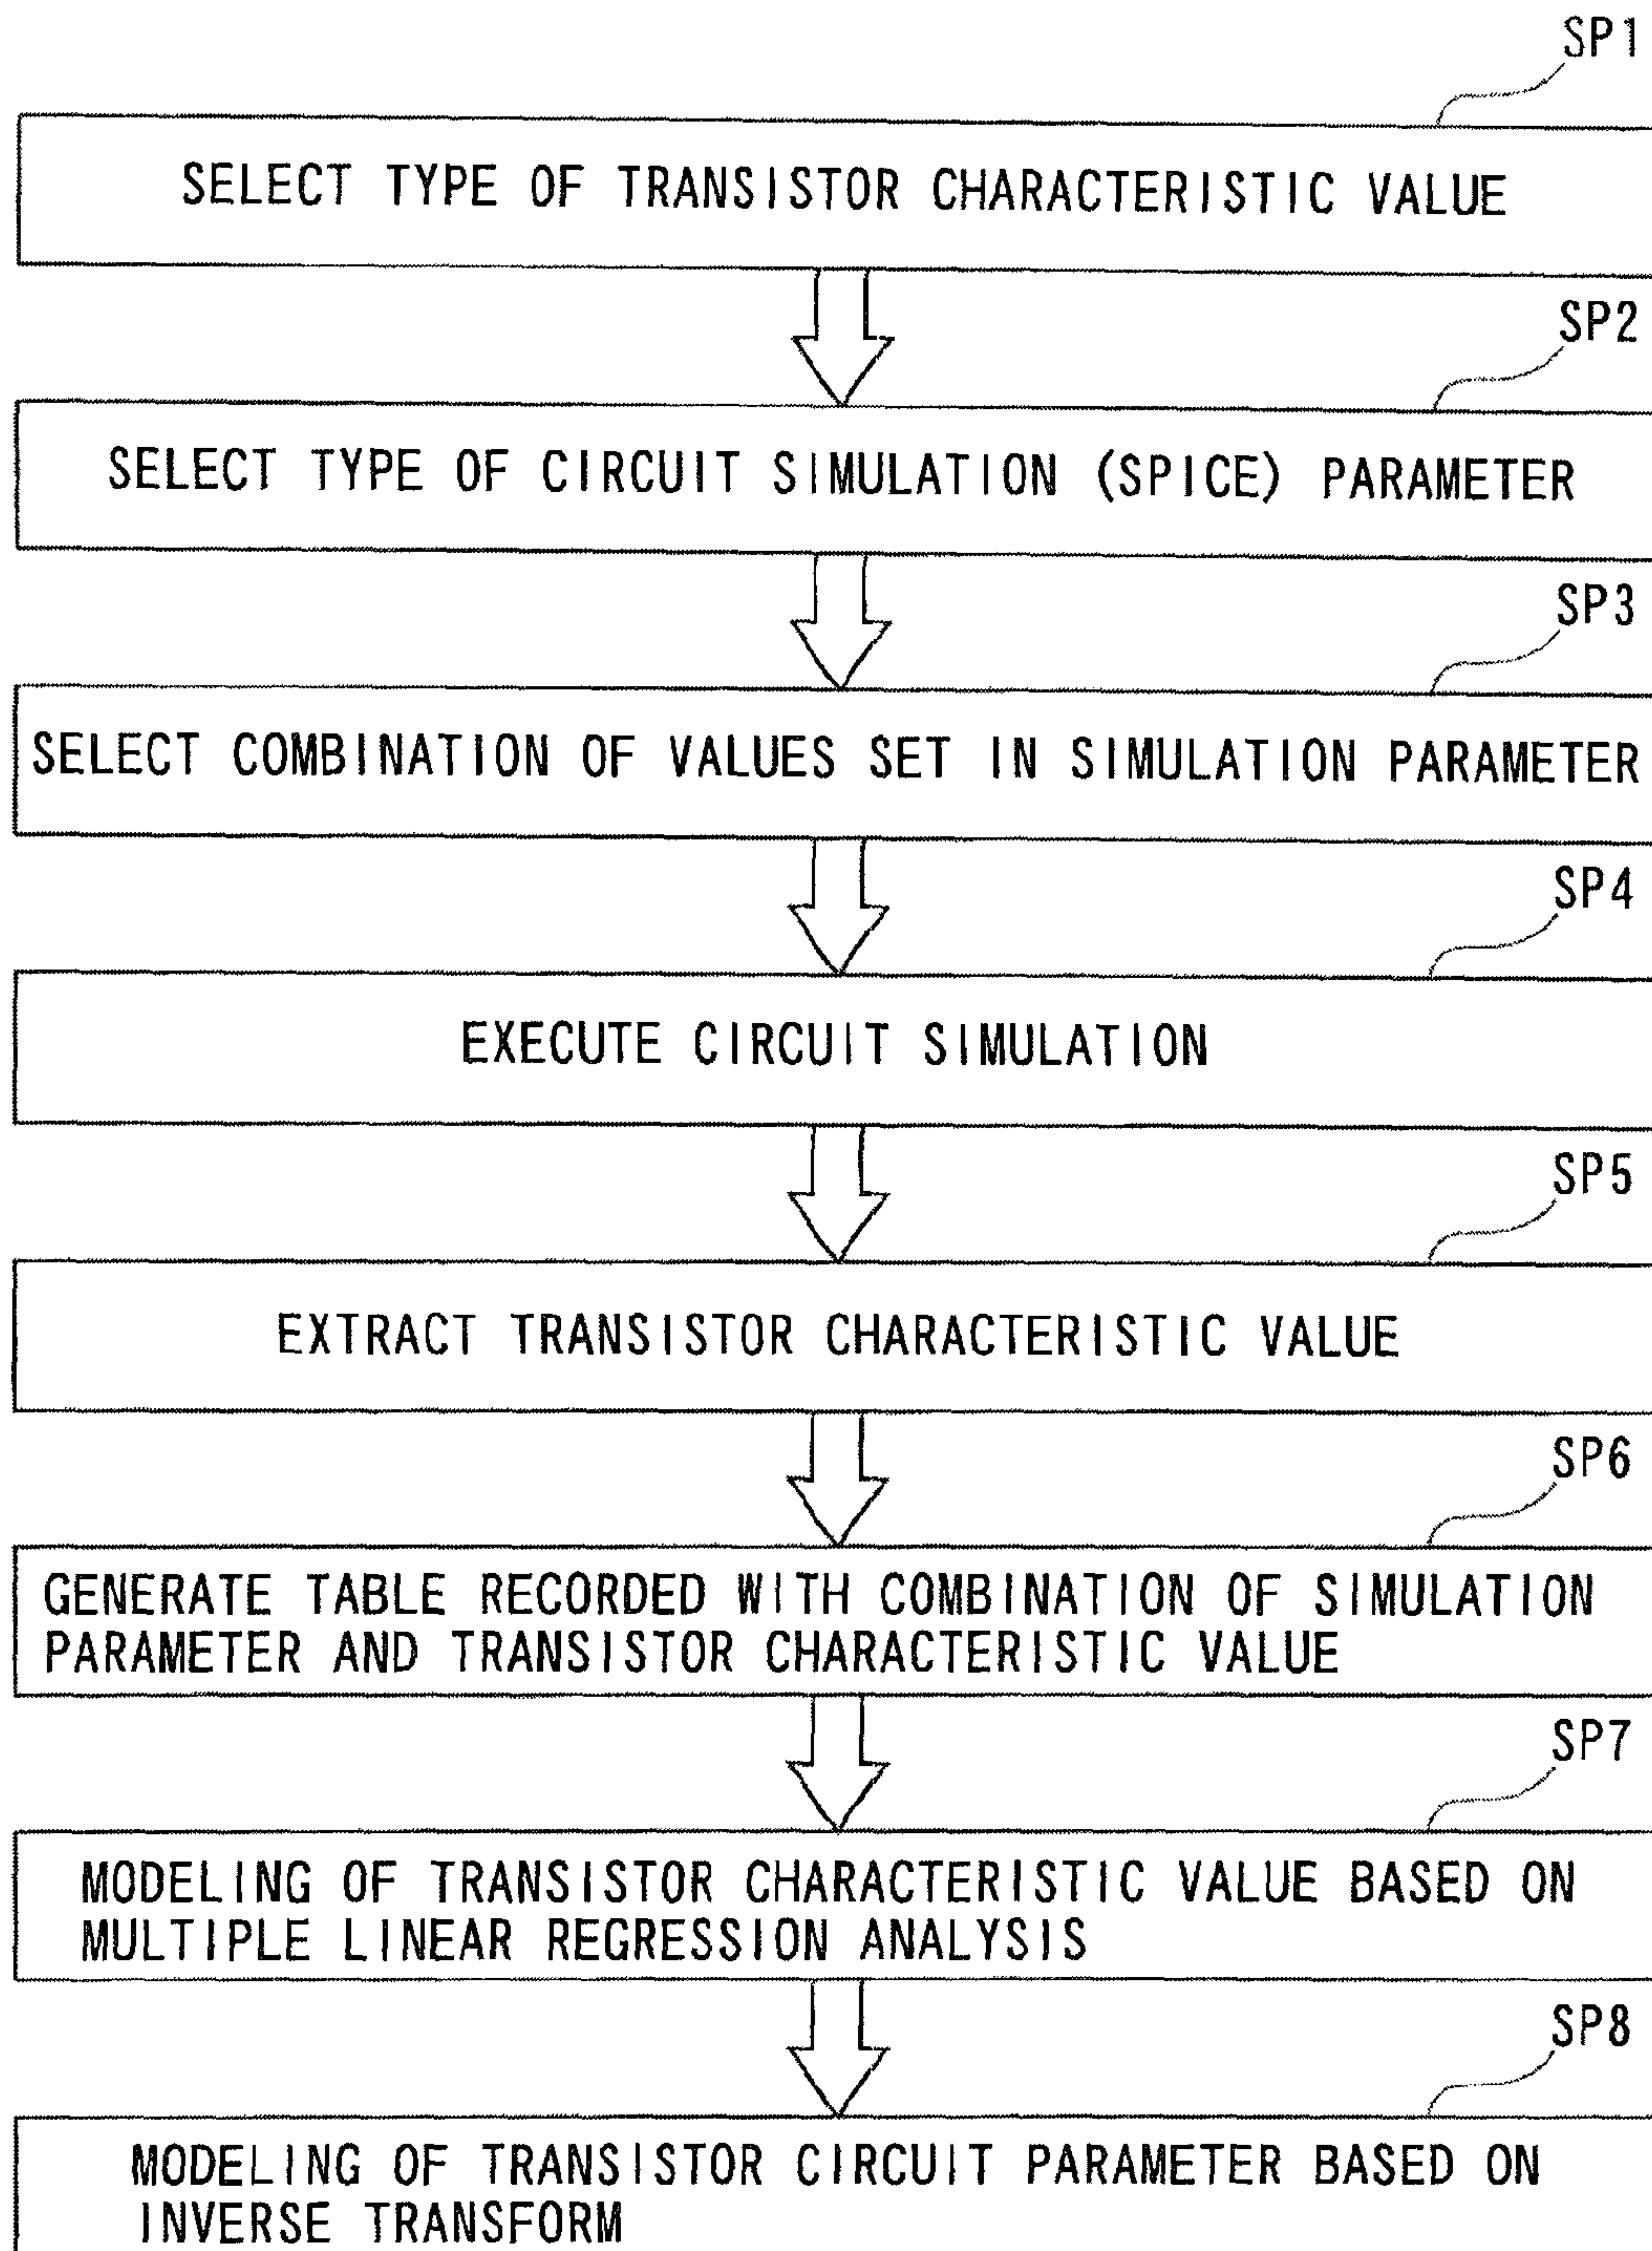 SP1
SELECT TYPE OF TRANSISTOR CHARACTERISTIC VALUE
SP2
SELECT TYPE OF CIRCUIT SIMULATION (SPICE) PARAMETER
SP3
SELECT COMBINATION OF VALUES SET IN SIMULATION PARAMETER
SP4
EXECUTE CIRCUIT SIMULATION
SP5
EXTRACT TRANSISTOR CHARACTERISTIC VALUE
SP6
GENERATE TABLE RECORDED WITH COMBINATION OF SIMULATION
PARAMETER AND TRANSISTOR CHARACTERISTIC VALUE
SP7
MODELING OF TRANSISTOR CHARACTERISTIC VALUE BASED ON
MULTIPLE LINEAR REGRESSION ANALYSIS
SP8
MODELING OF TRANSISTOR CIRCUIT PARAMETER BASED ON
INVERSE TRANSFORM